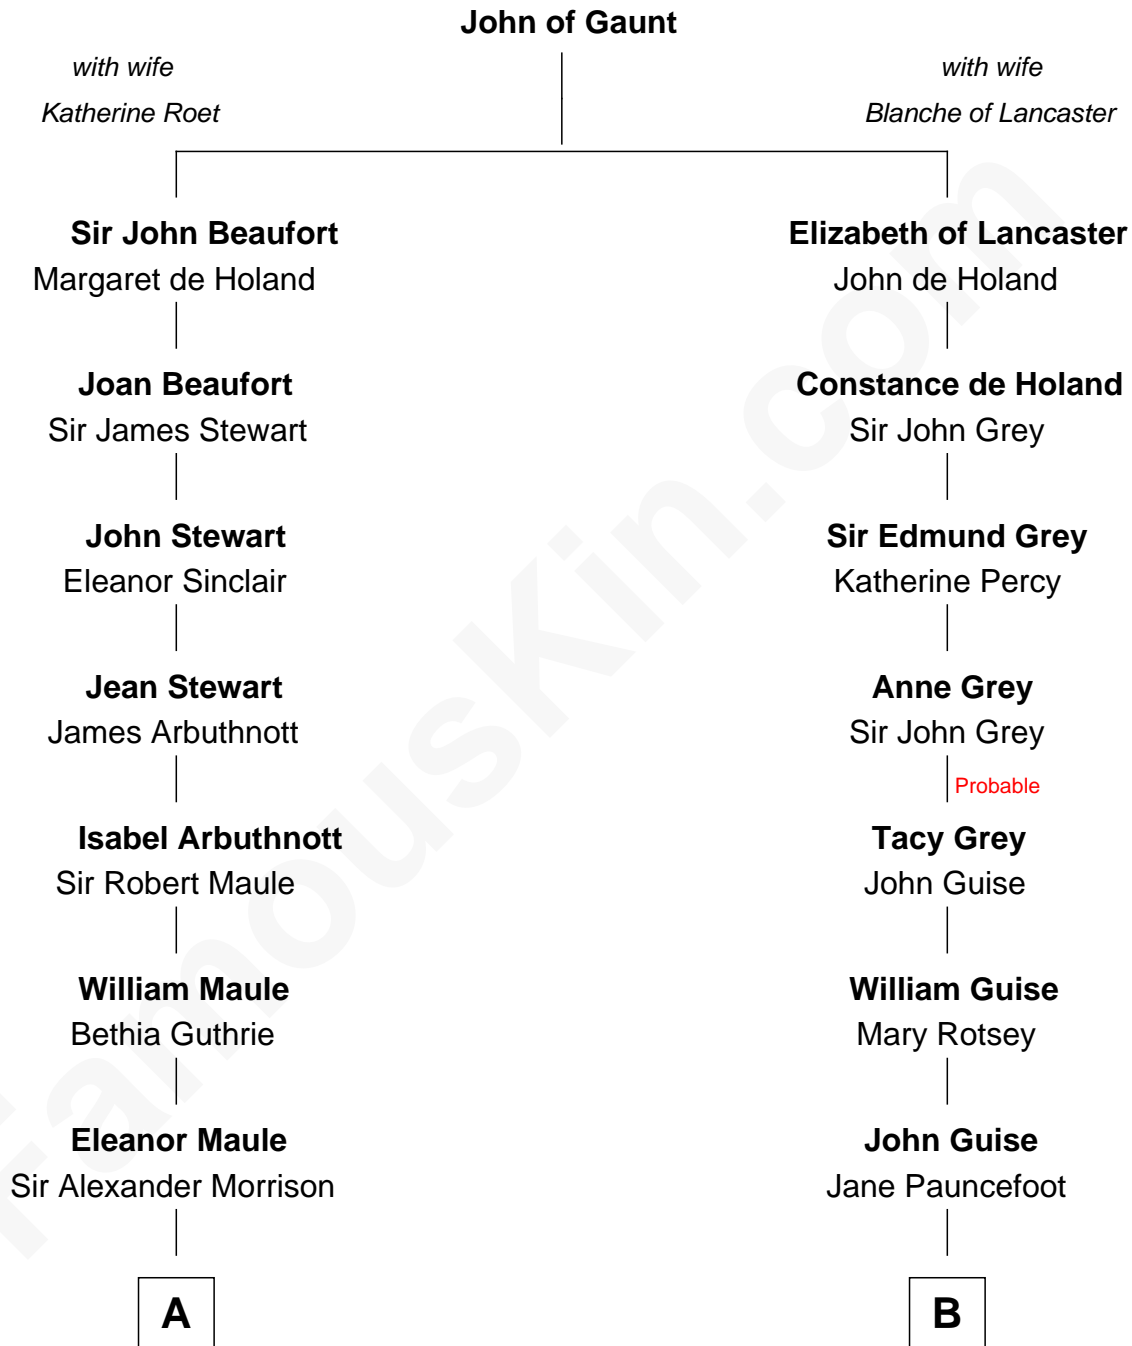 John of Gaunt
with wife
Katherine Roet
with wife
Blanche of Lancaster
Sir John Beaufort
Margaret de Holand
Elizabeth of Lancaster
John de Holand
Joan Beaufort
Sir James Stewart
Constance de Holand
Sir John Grey
John Stewart
Eleanor Sinclair
Sir Edmund Grey
Katherine Percy
Jean Stewart
James Arbuthnott
Anne Grey
Sir John Grey
Probable
Isabel Arbuthnott
Sir Robert Maule
Tacy Grey
John Guise
William Maule
Bethia Guthrie
William Guise
Mary Rotsey
Eleanor Maule
Sir Alexander Morrison
John Guise
Jane Pauncefoot
A
B
FamousKin.com